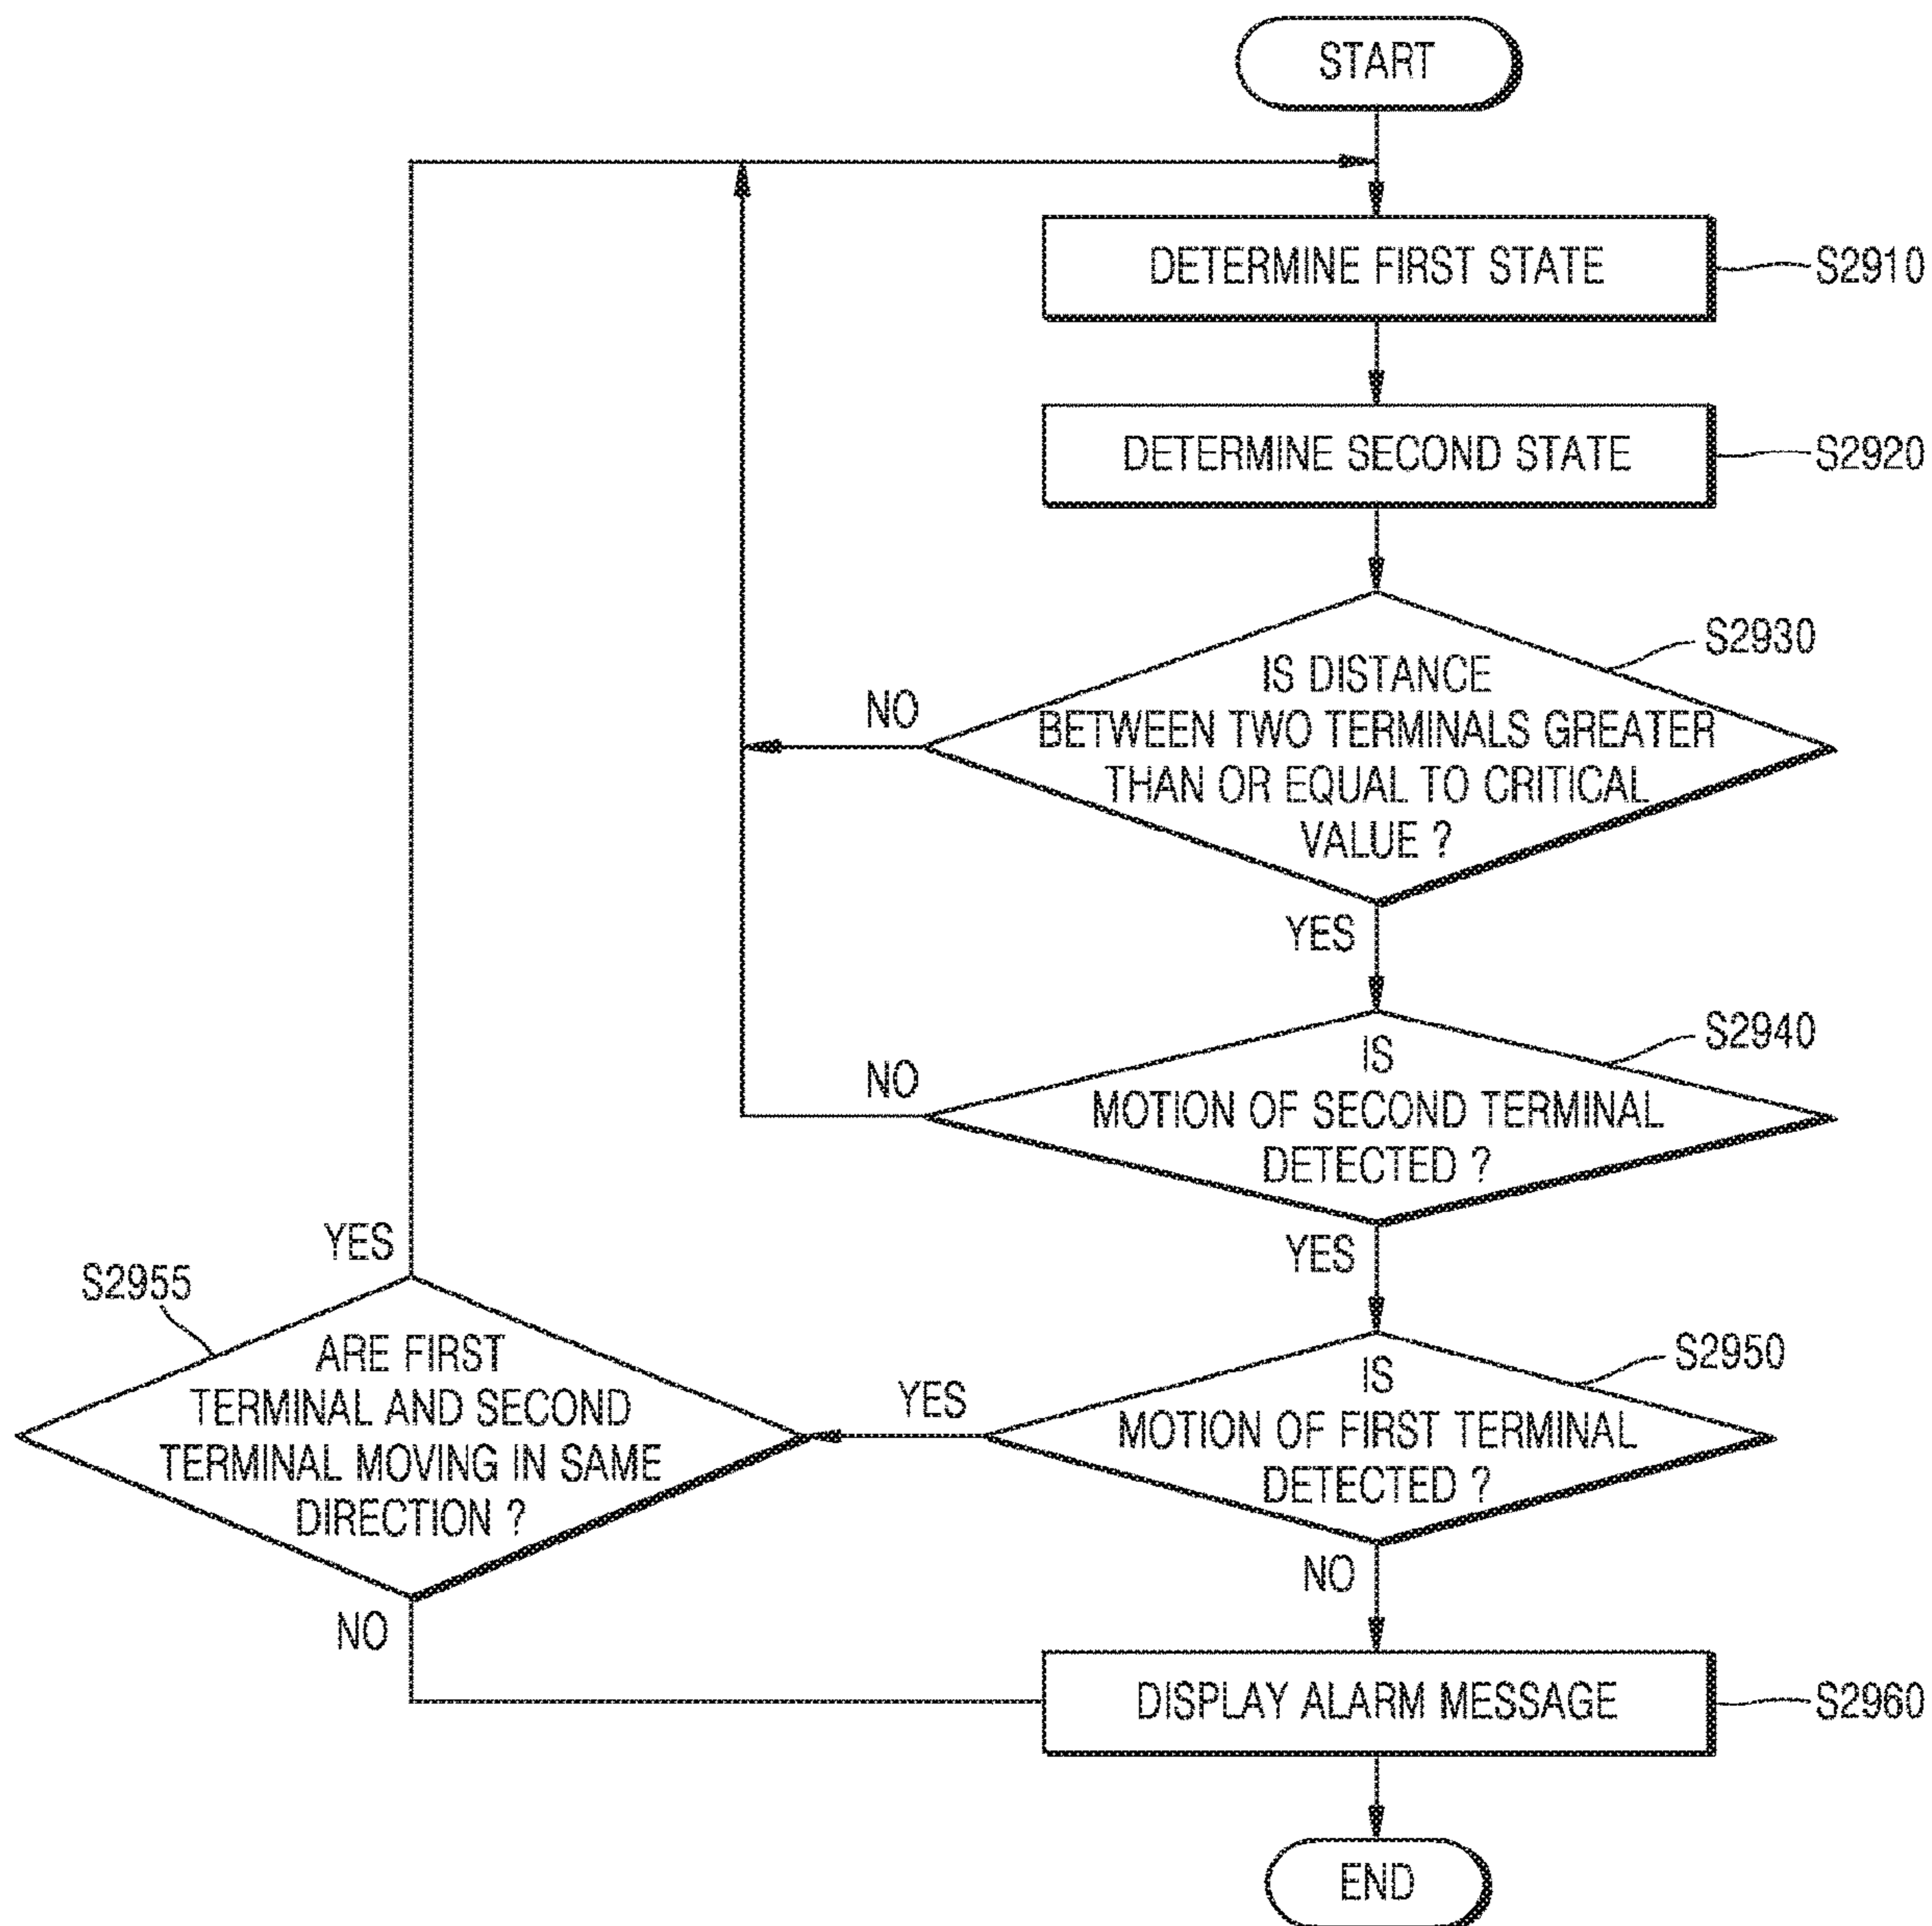 START
DETERMINE FIRST STATE
S2910
DETERMINE SECOND STATE
S2920
S2930
IS DISTANCE
BETWEEN TWO TERMINALS GREATER
THAN OR EQUAL TO CRITICAL
VALUE ?
NO
YES
S2940
IS
MOTION OF SECOND TERMINAL
DETECTED ?
NO
YES
S2950
IS
MOTION OF FIRST TERMINAL
DETECTED ?
YES
NO
S2955
YES
ARE FIRST
TERMINAL AND SECOND
TERMINAL MOVING IN SAME
DIRECTION ?
NO
DISPLAY ALARM MESSAGE
S2960
END